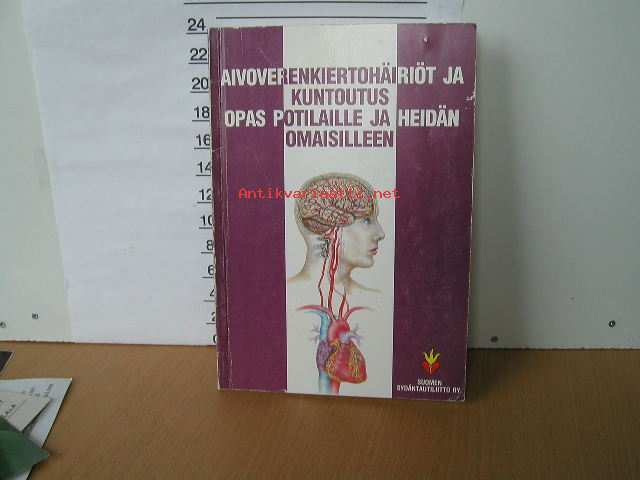 24
22
20
18
16
14
12
10
8
6
4
2
0
AIVOVERENKIERTOHÄIRIÖT JA
KUNTOUTUS
OPAS POTILAILLE JA HEIDÄN
OMAISILLEEN
Antikvariaatti.net
SUOMEN
SYDÄNTAUTILIITTO RY.